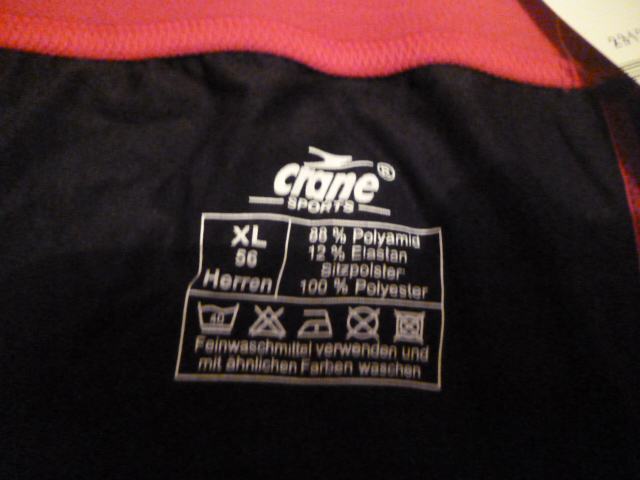 crane®
SPORTS
XL
56
Herren
88 % Polyamid
12 % Elastan
Sitzpolster
100 % Polyester
40
Feinwaschmittel verwenden und
mit ähnlichen Farben waschen